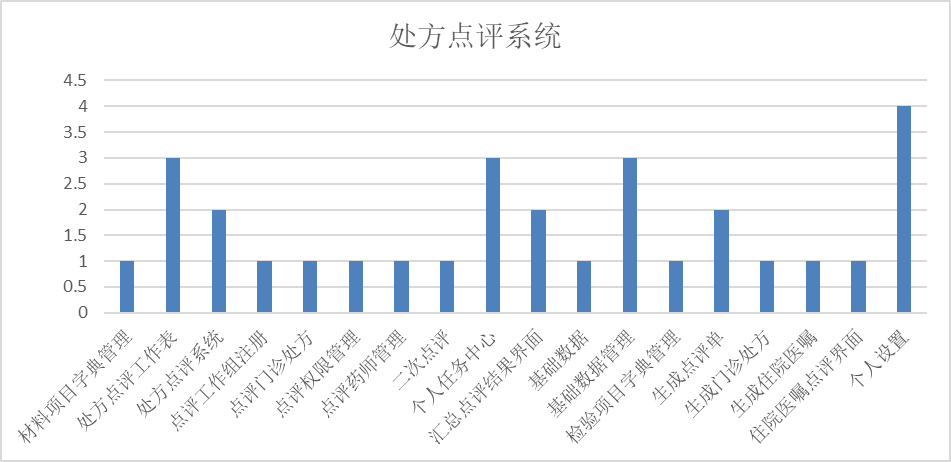 处方点评系统
4.5
4
3.5
3
2.5
2
1.5
1
0.5
0
材料项目字典管理
处方点评工作表
处方点评系统
点评工作组注册
点评门诊处方
点评权限管理
点评药师管理
二次点评
个人任务中心
汇总点评结果界面
基础数据
基础数据管理
检验项目字典管理
生成点评单
生成门诊处方
生成住院医嘱
住院医嘱点评界面
个人设置